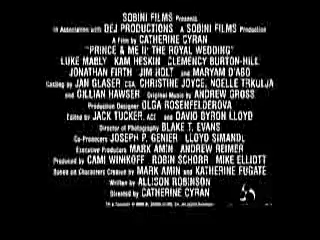 SOBINI FILMS Presents
In Association with DEJ PRODUCTIONS A SOBINI FILMS Production
A Film by CATHERINE CYRAN
"PRINCE & ME II: THE ROYAL WEDDING"
LUKE MABLY KAM HESKIN CLEMENCY BURTON-HILL
JONATHAN FIRTH JIM HOLT and MARYAM D'ABO
Casting by JAN GLASER CSA, CHRISTINE JOYCE, NOELLE TRKULJA
and GILLIAN HAWSER Original Music by ANDREW GROSS
Production Designer OLGA ROSENFELDEROVA
Edited by JACK TUCKER, ACE and DAVID BYRON LLOYD
Director of Photography BLAKE T. EVANS
Co-Producers JOSEPH P. GENIER LLOYD SIMANDL
Executive Producers MARK AMIN ANDREW REIMER
Produced by CAMI WINIKOFF ROBIN SCHORR MIKE ELLIOTT
Based on Characters Created by MARK AMIN and KATHERINE FUGATE
Written by ALLISON ROBINSON
Directed by CATHERINE CYRAN